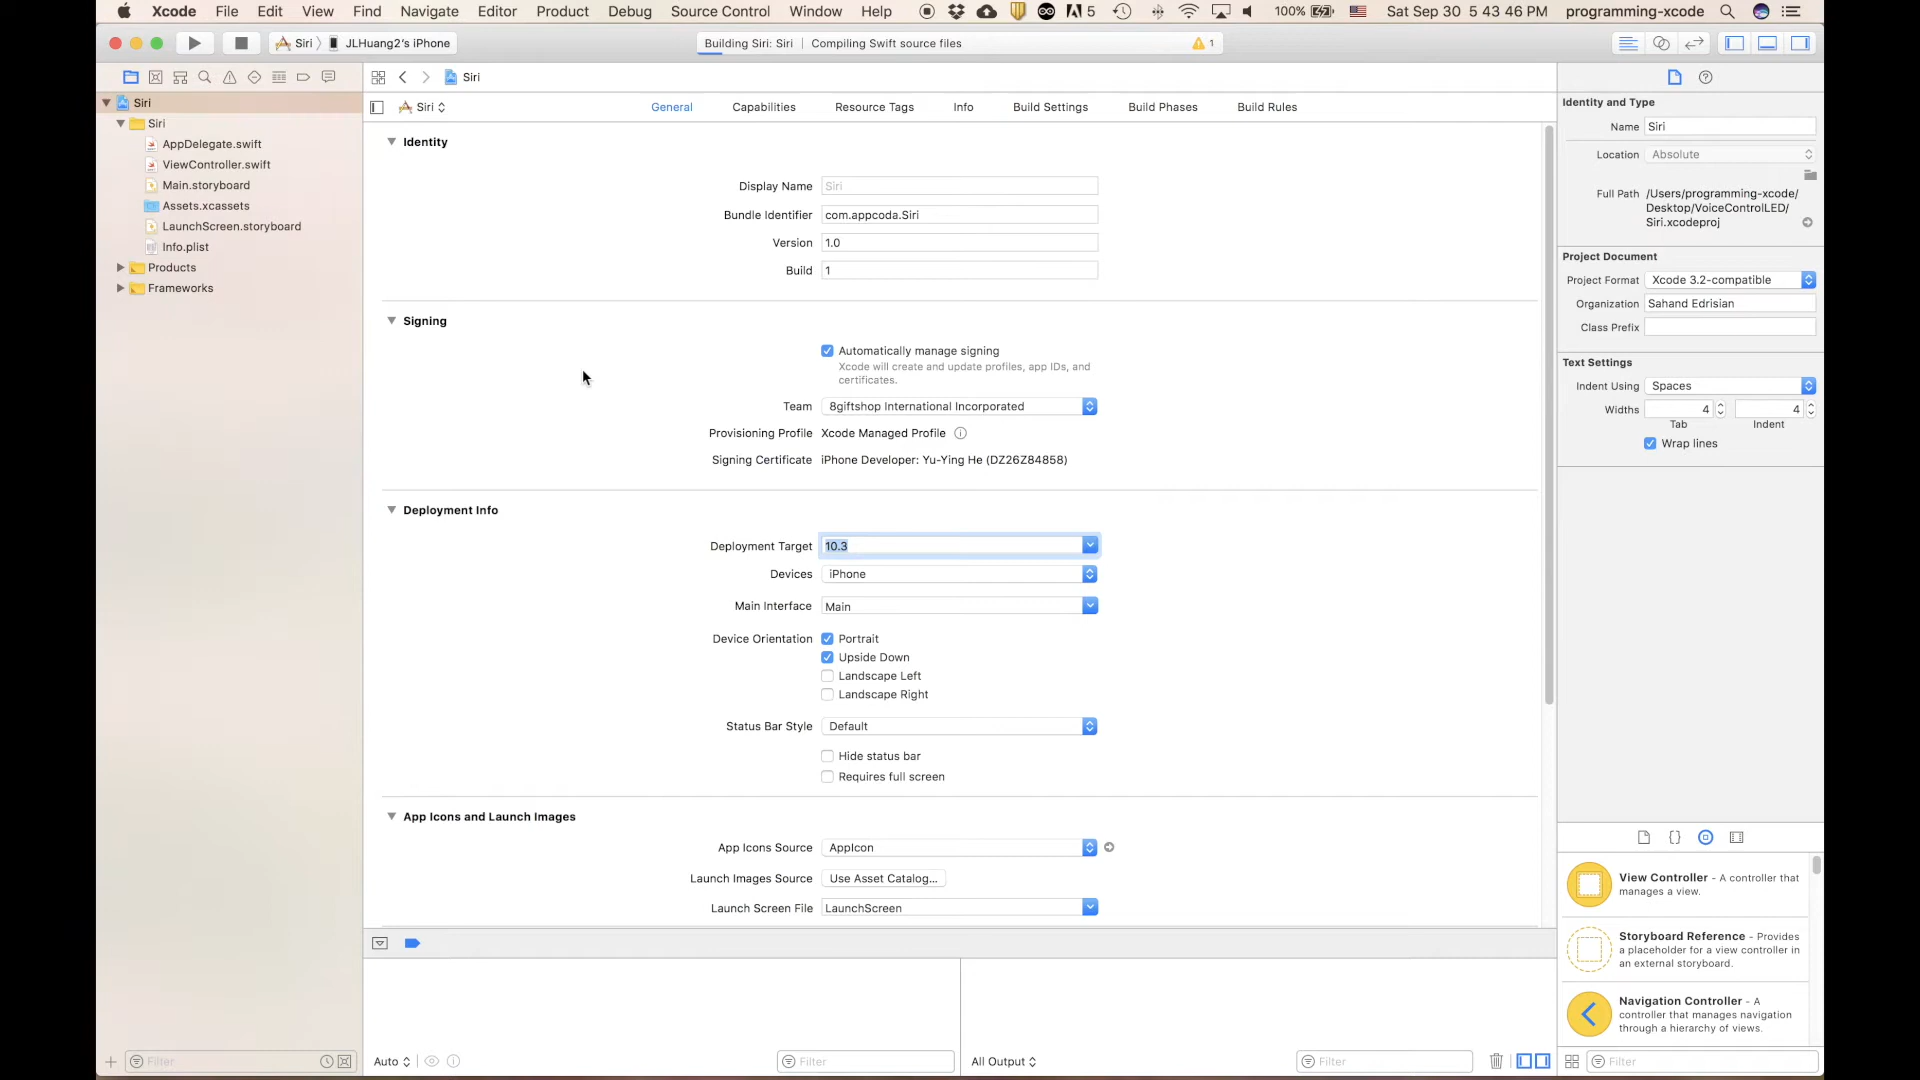 Xcode File Edit View Find Navigate Editor Product Debug Source Control Window Help 5 100% Sat Sep 30 5 43 46 PM programming-xcode
Siri JLHuang2's iPhone Building Siri: Siri Compiling Swift source files 1
Siri
Siri
Siri General Capabilities Resource Tags Info Build Settings Build Phases Build Rules
Siri
AppDelegate.swift
ViewController.swift
Main.storyboard
Assets.xcassets
LaunchScreen.storyboard
Info.plist
Products
Frameworks
Filter
Identity
Display Name Siri
Bundle Identifier com.appcoda.Siri
Version 1.0
Build 1
Signing
Automatically manage signing
Xcode will create and update profiles, app IDs, and
certificates.
Team 8giftshop International Incorporated
Provisioning Profile Xcode Managed Profile
Signing Certificate iPhone Developer: Yu-Ying He (DZ26Z84858)
Deployment Info
Deployment Target 10.3
Devices iPhone
Main Interface Main
Device Orientation Portrait
Upside Down
Landscape Left
Landscape Right
Status Bar Style Default
Hide status bar
Requires full screen
App Icons and Launch Images
App Icons Source AppIcon
Launch Images Source Use Asset Catalog...
Launch Screen File LaunchScreen
Auto Filter All Output Filter
Identity and Type
Name Siri
Location Absolute
Full Path /Users/programming-xcode/
Desktop/VoiceControlLED/
Siri.xcodeproj
Project Document
Project Format Xcode 3.2-compatible
Organization Sahand Edrisian
Class Prefix
Text Settings
Indent Using Spaces
Widths 4 4
Tab Indent
Wrap lines
{}
View Controller - A controller that
manages a view.
Storyboard Reference - Provides
a placeholder for a view controller in
an external storyboard.
Navigation Controller - A
controller that manages navigation
through a hierarchy of views.
Filter